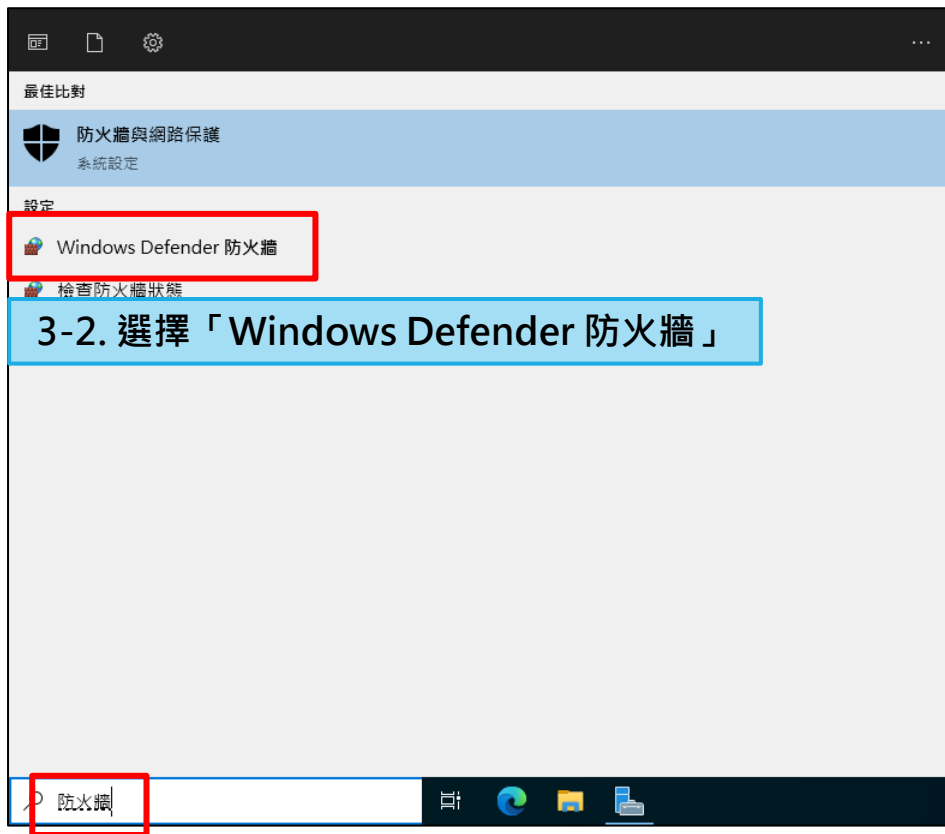 最佳比對
防火牆與網路保護
系統設定
設定
Windows Defender 防火牆
檢查防火牆狀態
3-2. 選擇「Windows Defender 防火牆」
防火牆